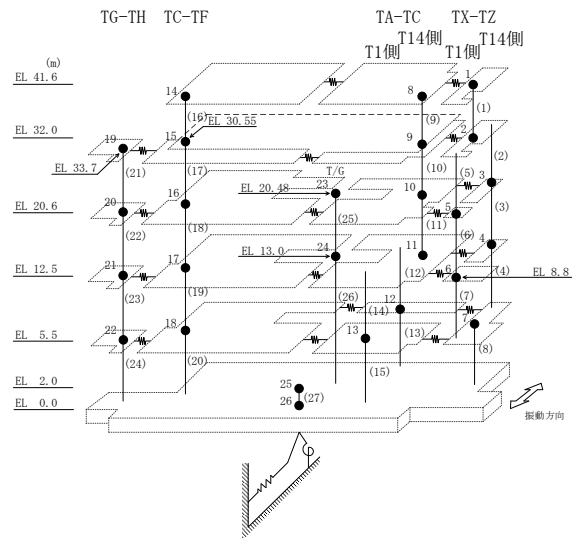 TG-TH TC-TF TA-TC TX-TZ
T14側 T14側
T1側 T1側
(m)
EL 41.6
14 8 1
(16) (9) (1)
EL 30.55
EL 32.0
19 15 9 2
EL 33.7
(21) (17) (10) (2)
T/G
EL 20.48 23 (5) 3
EL 20.6
20 16 10 5 (3)
(22) (18) (25) (11)
EL 13.0 24 11 (6) 4
EL 12.5
21 17 (12) 6 (4) EL 8.8
(23) (19) (26) 12 (7)
(14)
EL 5.5
22 18 13 (13) 7
(24) (20) (15) (8)
EL 2.0
25
EL 0.0
26 (27)
振動方向